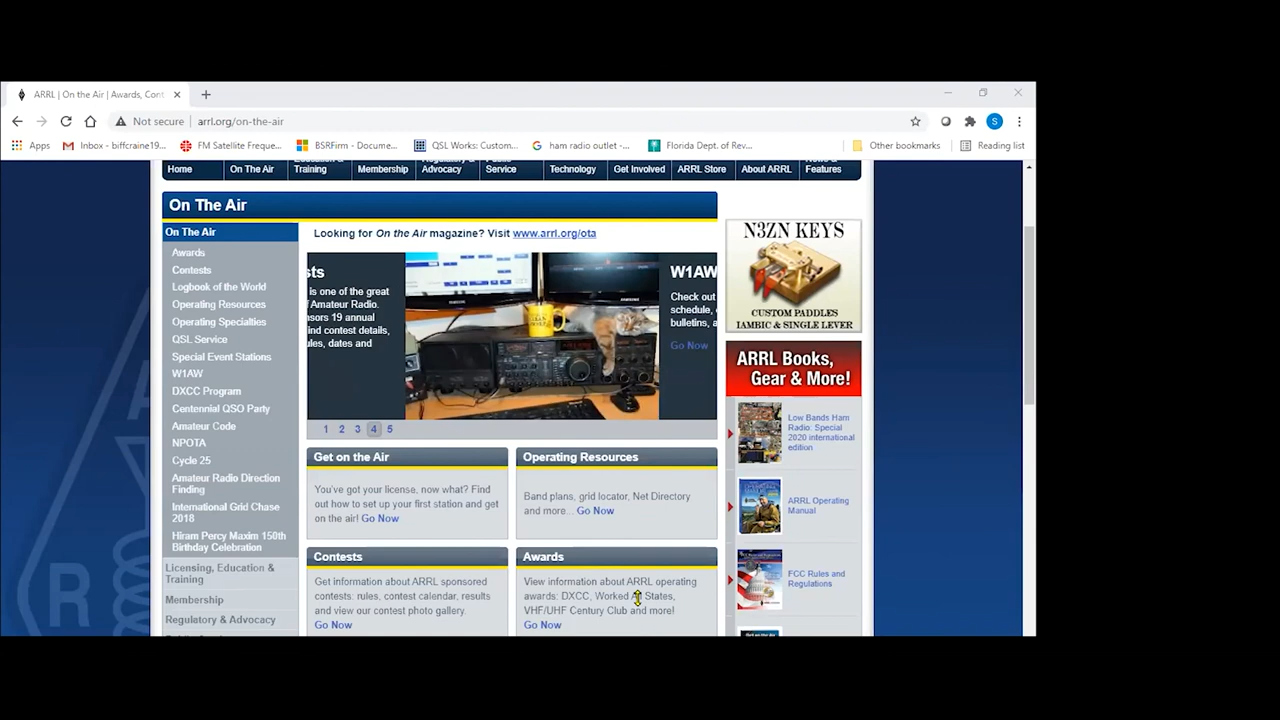 ARRL | On the Air | Awards, Cont
Not secure | arrl.org/on-the-air
S
Apps
Inbox - biffcraine19...
FM Satellite Freque...
BSRFirm - Docume...
QSL Works: Custom...
ham radio outlet -...
Florida Dept. of Rev...
Other bookmarks
Reading list
Home
On The Air
Education &
Training
Membership
Regulatory &
Advocacy
Public
Service
Technology
Get Involved
ARRL Store
About ARRL
News &
Features
On The Air
On The Air
Awards
Contests
Logbook of the World
Operating Resources
Operating Specialties
QSL Service
Special Event Stations
W1AW
DXCC Program
Centennial QSO Party
Amateur Code
NPOTA
Cycle 25
Amateur Radio Direction
Finding
International Grid Chase
2018
Hiram Percy Maxim 150th
Birthday Celebration
Licensing, Education &
Training
Membership
Regulatory & Advocacy
Looking for On the Air magazine? Visit www.arrl.org/ota
sts
is one of the great
f Amateur Radio.
nsors 19 annual
ind contest details,
ules, dates and
W1AW
Check out
schedule,
bulletins, a
Go Now
1 2 3 4 5
Get on the Air
You've got your license, now what? Find
out how to set up your first station and get
on the air! Go Now
Operating Resources
Band plans, grid locator, Net Directory
and more... Go Now
Contests
Get information about ARRL sponsored
contests: rules, contest calendar, results
and view our contest photo gallery.
Go Now
Awards
View information about ARRL operating
awards: DXCC, Worked All States,
VHF/UHF Century Club and more!
Go Now
N3ZN KEYS
CUSTOM PADDLES
IAMBIC & SINGLE LEVER
ARRL Books,
Gear & More!
Low Bands Ham
Radio: Special
2020 international
edition
ARRL Operating
Manual
FCC Rules and
Regulations